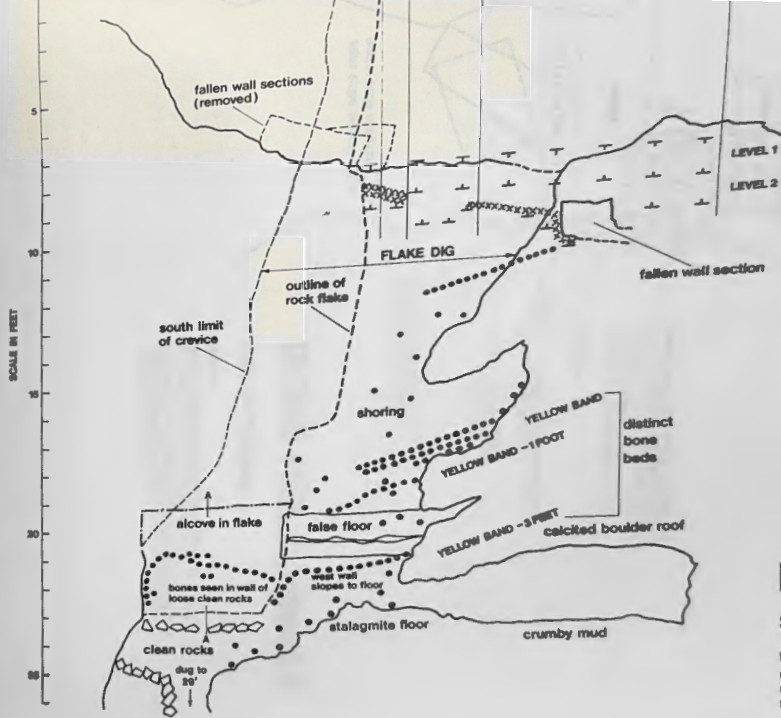 fallen wall sections
(removed)
5
LEVEL 1
LEVEL 2
10
FLAKE DIG
fallen wall section
outline of
rock flake
south limit
of crevice
SCALE IN FEET
15
shoring
YELLOW BAND
YELLOW BAND – 1 FOOT
distinct
bone
beds
alcove in flake
false floor
YELLOW BAND – 3 FEET
20
calcited boulder roof
bones seen in wall of
loose clean rocks
west wall
slopes to floor
A
stalagmite floor
crumby mud
clean rocks
dug to
29'